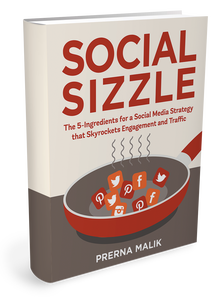 SOCIAL
SIZZLE
The 5-Ingredients for a Social Media Strategy
that Skyrockets Engagement and Traffic
PRERNA MALIK